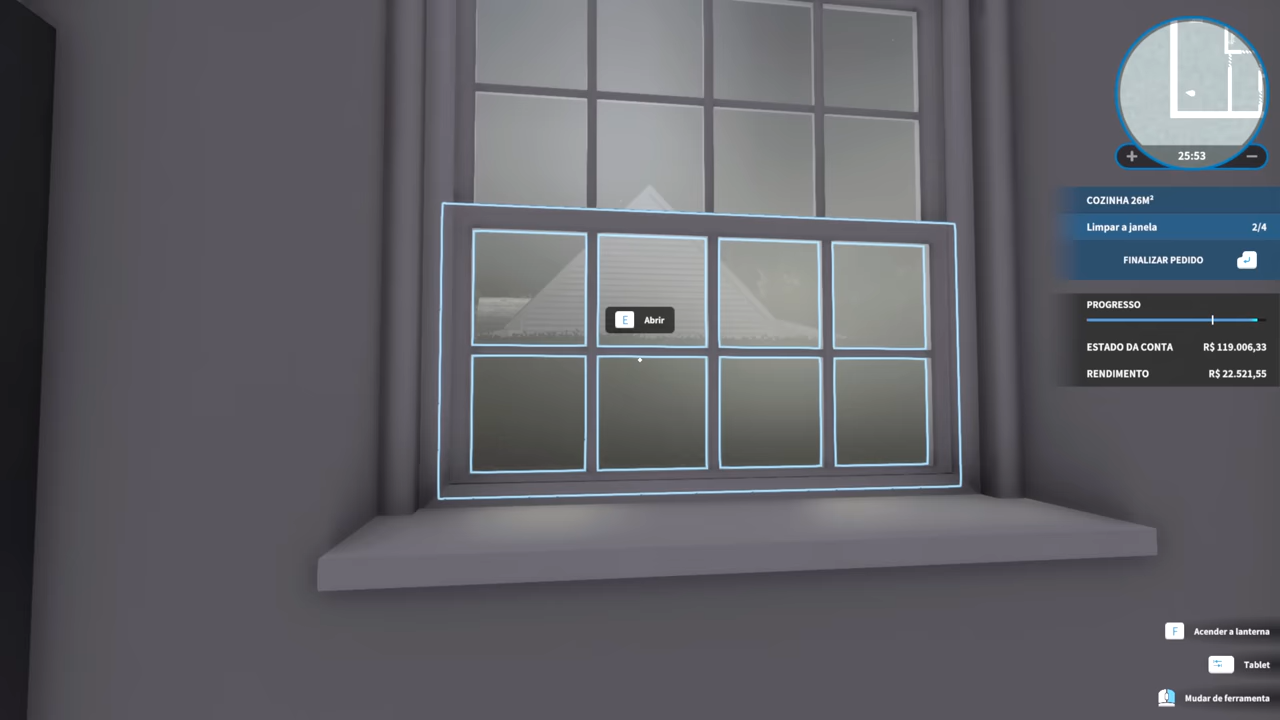 25:53
COZINHA 26M²
Limpar a janela 2/4
FINALIZAR PEDIDO
PROGRESSO
ESTADO DA CONTA R$ 119.006,33
RENDIMENTO R$ 22.521,55
E Abrir
F Acender a lanterna
Tablet
Mudar de ferramenta